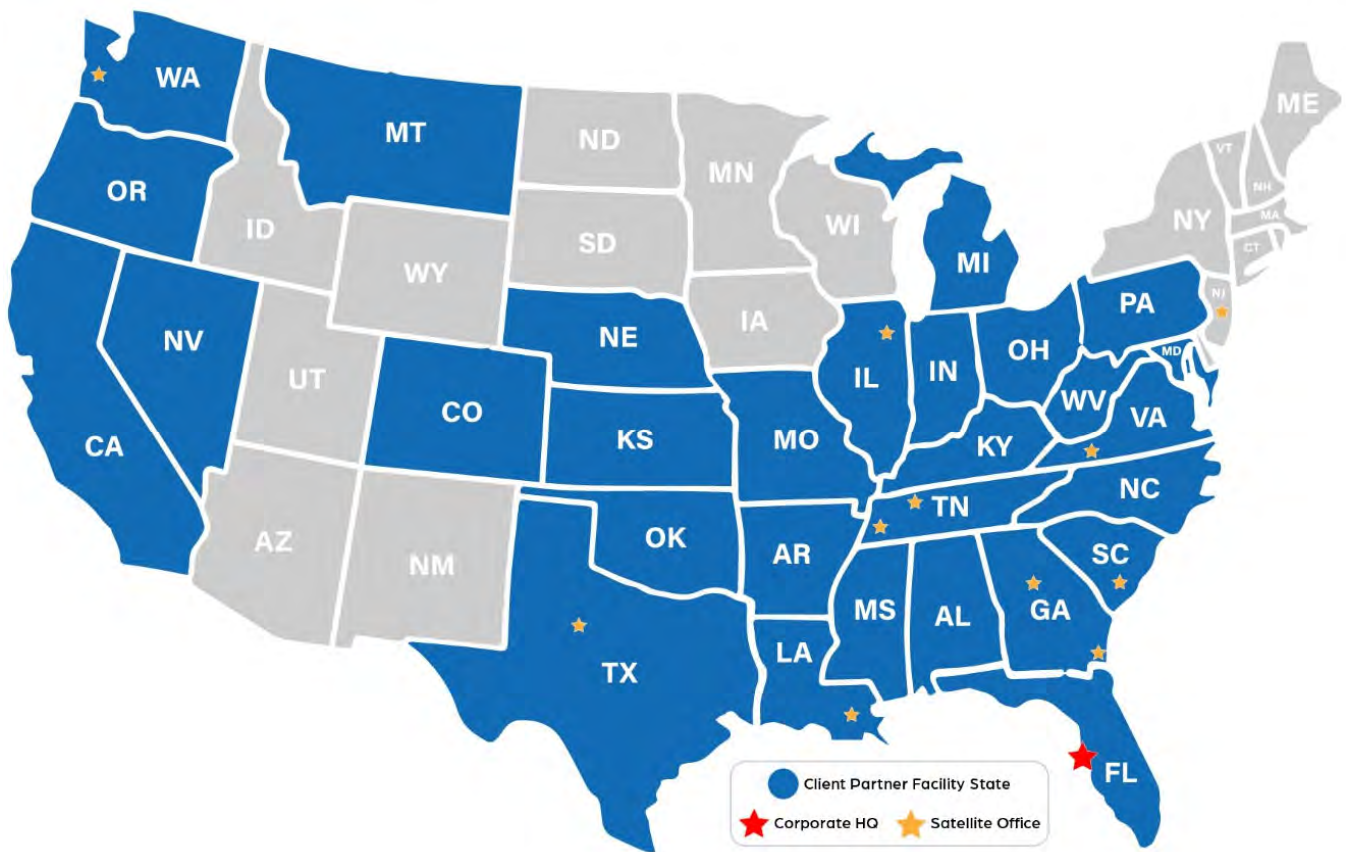 WA
MT
ND
MN
ME
VT
NH
OR
ID
SD
WI
NY
MA
CT
WY
MI
NV
UT
NE
IA
PA
NJ
CA
CO
KS
MO
IL
IN
OH
MD
WV
VA
KY
AZ
NM
OK
AR
TN
NC
SC
TX
LA
MS
AL
GA
FL
Client Partner Facility State
Corporate HQ
Satellite Office